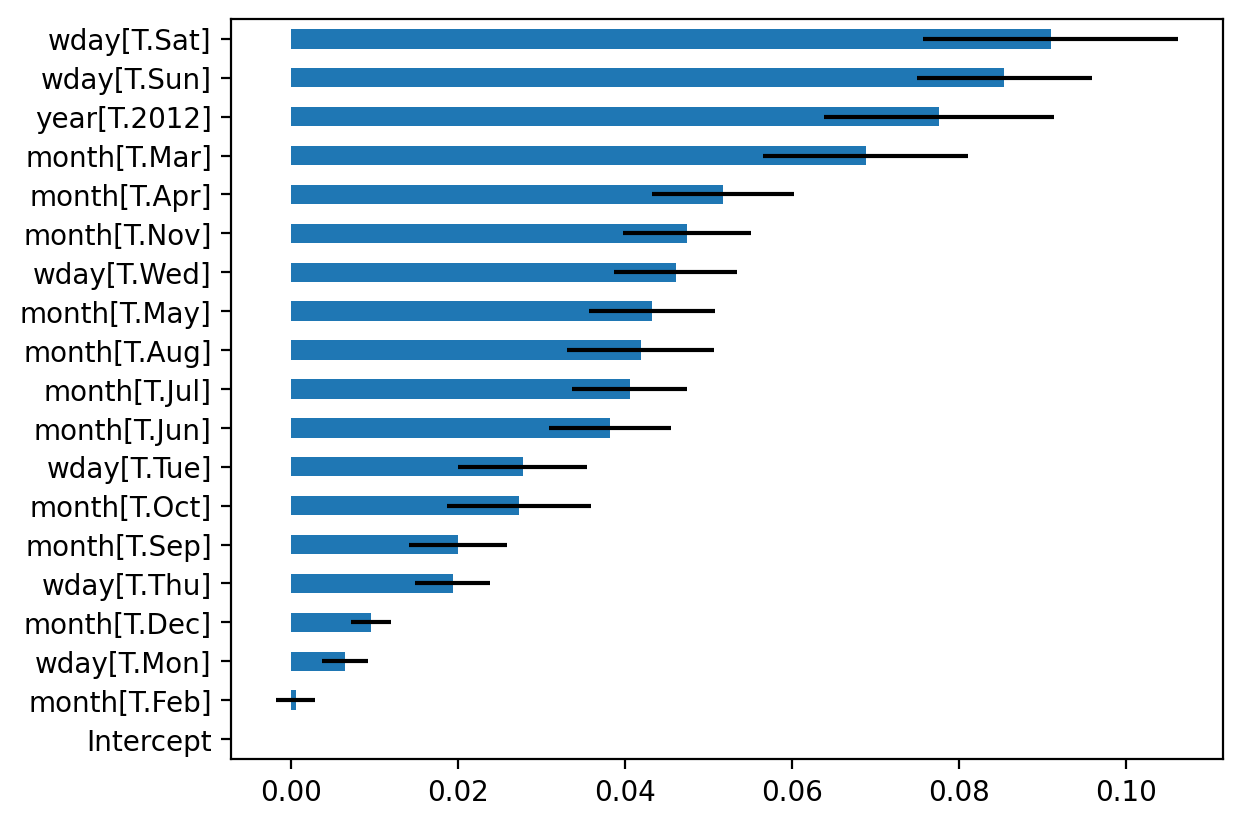 wday[T.Sat]
wday[T.Sun]
year[T.2012]
month[T.Mar]
month[T.Apr]
month[T.Nov]
wday[T.Wed]
month[T.May]
month[T.Aug]
month[T.Jul]
month[T.Jun]
wday[T.Tue]
month[T.Oct]
month[T.Sep]
wday[T.Thu]
month[T.Dec]
wday[T.Mon]
month[T.Feb]
Intercept
0.00 0.02 0.04 0.06 0.08 0.10